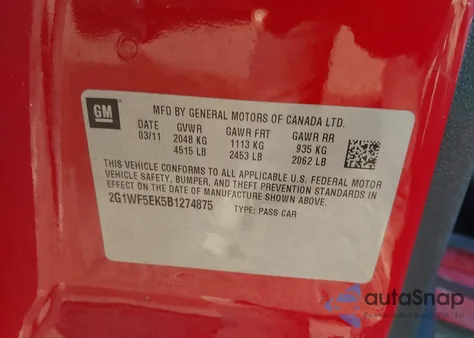 GM
MFD BY GENERAL MOTORS OF CANADA LTD.
DATE GVWR GAWR FRT GAWR RR
03/11 2048 KG 1113 KG 935 KG
4515 LB 2453 LB 2062 LB
THIS VEHICLE CONFORMS TO ALL APPLICABLE U.S. FEDERAL MOTOR
VEHICLE SAFETY, BUMPER, AND THEFT PREVENTION STANDARDS IN
EFFECT ON THE DATE OF MANUFACTURE SHOWN ABOVE.
2G1WF5EK5B1274875 TYPE: PASS CAR
autoSnap